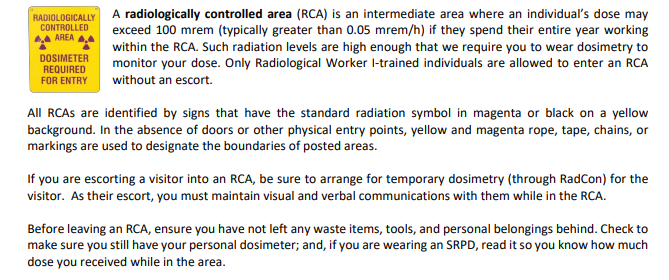 RADIOLOGICALLY
CONTROLLED
AREA
DOSIMETER
REQUIRED
FOR ENTRY
A radiologically controlled area (RCA) is an intermediate area where an individual's dose may
exceed 100 mrem (typically greater than 0.05 mrem/h) if they spend their entire year working
within the RCA. Such radiation levels are high enough that we require you to wear dosimetry to
monitor your dose. Only Radiological Worker I-trained individuals are allowed to enter an RCA
without an escort.
All RCAs are identified by signs that have the standard radiation symbol in magenta or black on a yellow
background. In the absence of doors or other physical entry points, yellow and magenta rope, tape, chains, or
markings are used to designate the boundaries of posted areas.
If you are escorting a visitor into an RCA, be sure to arrange for temporary dosimetry (through RadCon) for the
visitor. As their escort, you must maintain visual and verbal communications with them while in the RCA.
Before leaving an RCA, ensure you have not left any waste items, tools, and personal belongings behind. Check to
make sure you still have your personal dosimeter; and, if you are wearing an SRPD, read it so you know how much
dose you received while in the area.